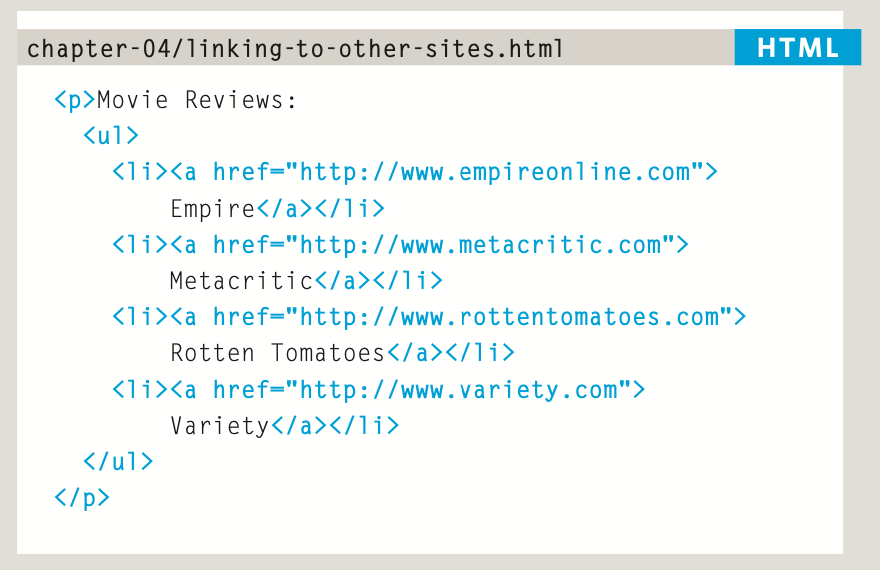 chapter-04/linking-to-other-sites.html HTML
<p>Movie Reviews:
<ul>
<li><a href="http://www.empireonline.com">
Empire</a></li>
<li><a href="http://www.metacritic.com">
Metacritic</a></li>
<li><a href="http://www.rottentomatoes.com">
Rotten Tomatoes</a></li>
<li><a href="http://www.variety.com">
Variety</a></li>
</ul>
</p>